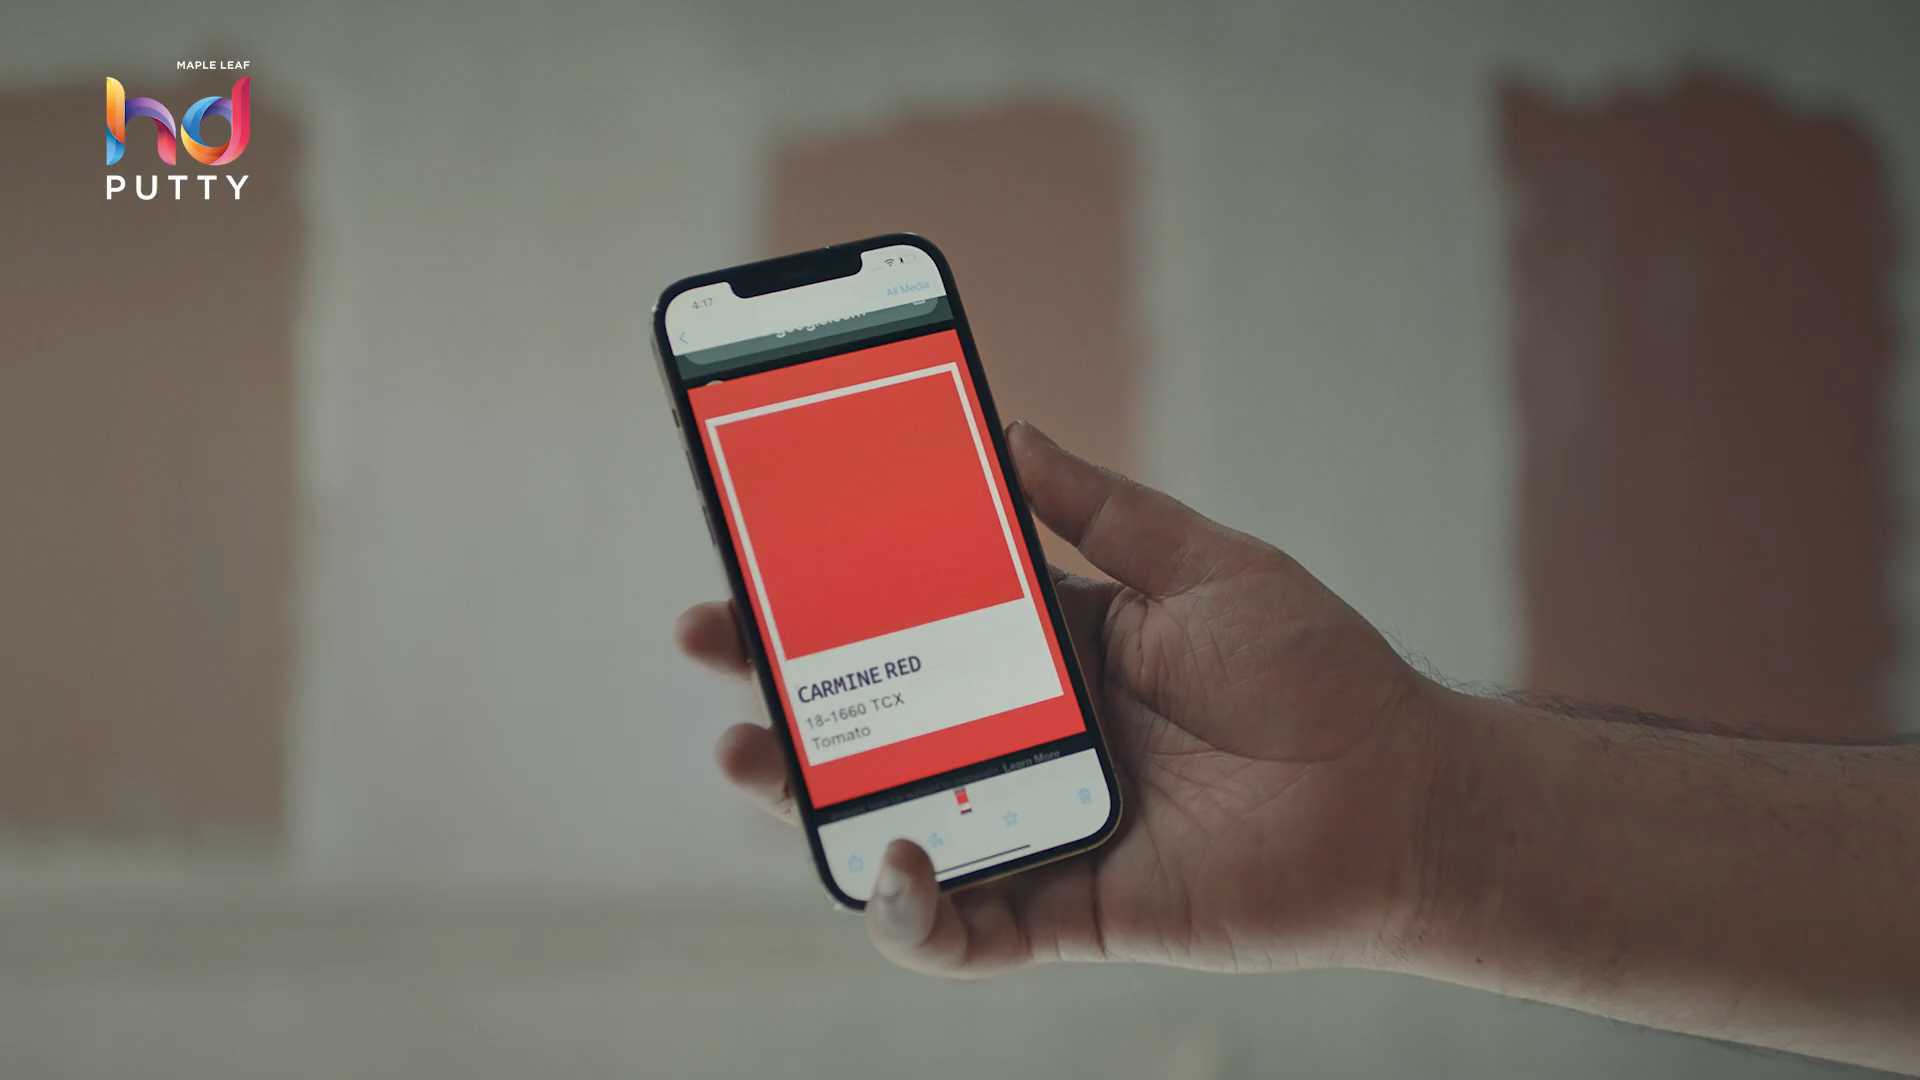 MAPLE LEAF
hd
PUTTY
4:17
All Media
CARMINE RED
18-1660 TCX
Tomato
Learn More